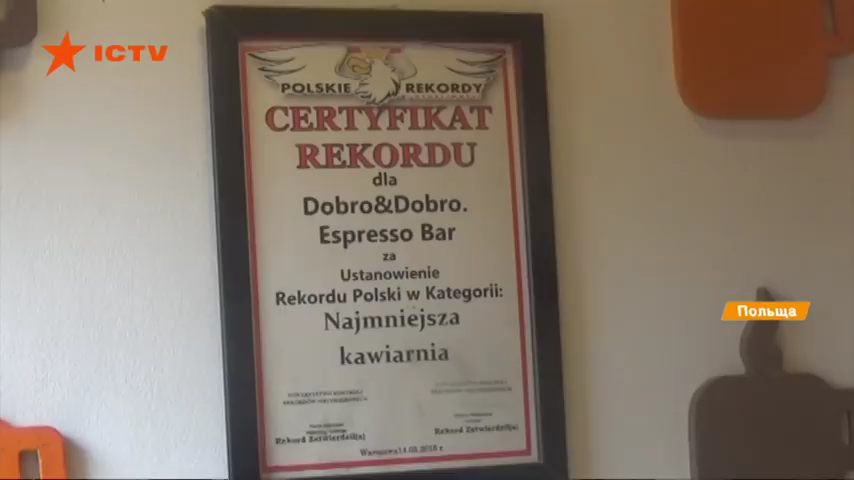 ICTV
POLSKIE REKORDY
CERTYFIKAT
REKORDU
dla
Dobro&Dobro.
Espresso Bar
za
Ustanowienie
Rekordu Polski w Kategorii:
Najmniejsza
kawiarnia
Rekord Zatwierdził(a)
Rekord Zatwierdził(a)
Польща